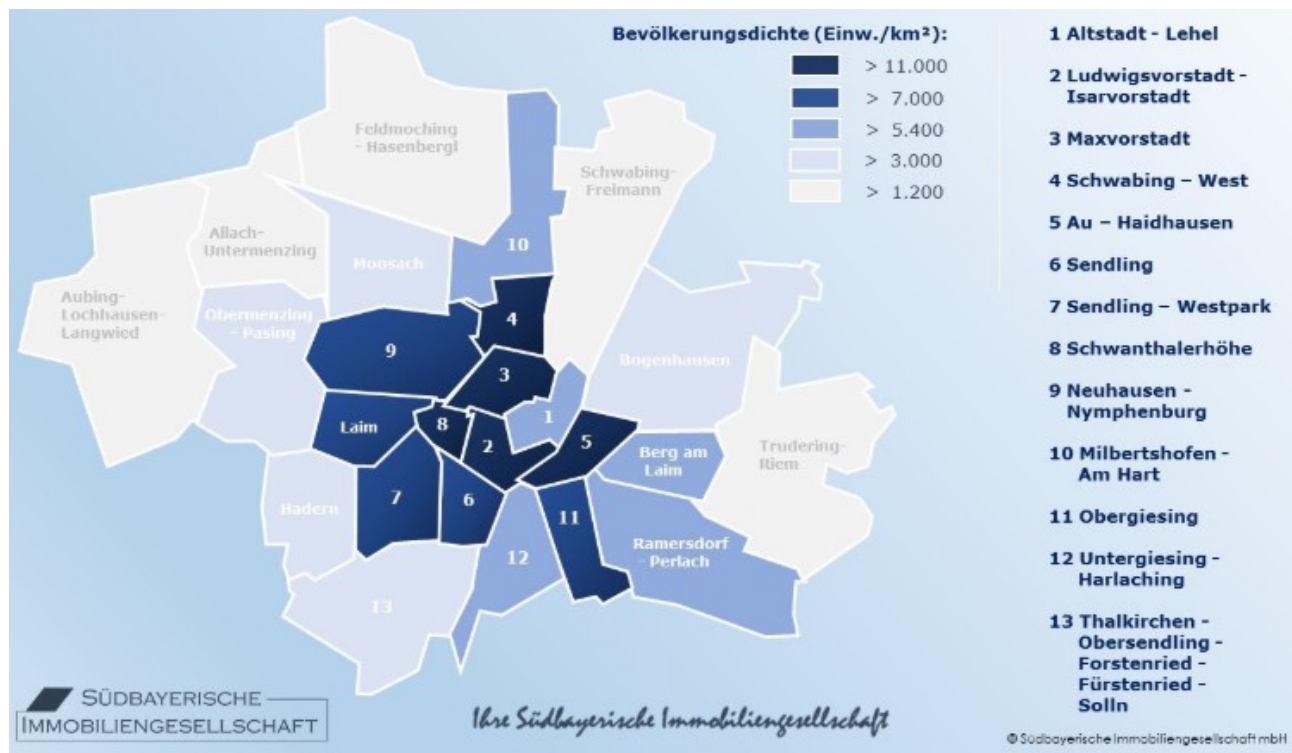 Bevölkerungsdichte (Einw./km²):
> 11.000
> 7.000
> 5.400
> 3.000
> 1.200
1 Altstadt - Lehel
2 Ludwigsvorstadt -
Isarvorstadt
3 Maxvorstadt
4 Schwabing – West
5 Au – Haidhausen
6 Sendling
7 Sendling – Westpark
8 Schwanthalerhöhe
9 Neuhausen -
Nymphenburg
10 Milbertshofen -
Am Hart
11 Obergiesing
12 Untergiesing -
Harlaching
13 Thalkirchen -
Obersendling -
Forstenried -
Fürstenried -
Solln
Feldmoching
- Hasenbergl
Schwabing-
Freimann
Allach-
Untermenzing
10
Moosach
Aubing-
Lochhausen-
Langwied
Obermenzing
- Pasing
4
9
Bogenhausen
3
1
Laim
8
2
5
Berg am
Laim
Trudering-
Riem
Hadern
7
6
11
12
Ramersdorf
- Perlach
13
SÜDBAYERISCHE
IMMOBILIENGESELLSCHAFT
Ihre Südbayerische Immobiliengesellschaft
© Südbayerische Immobiliengesellschaft mbH